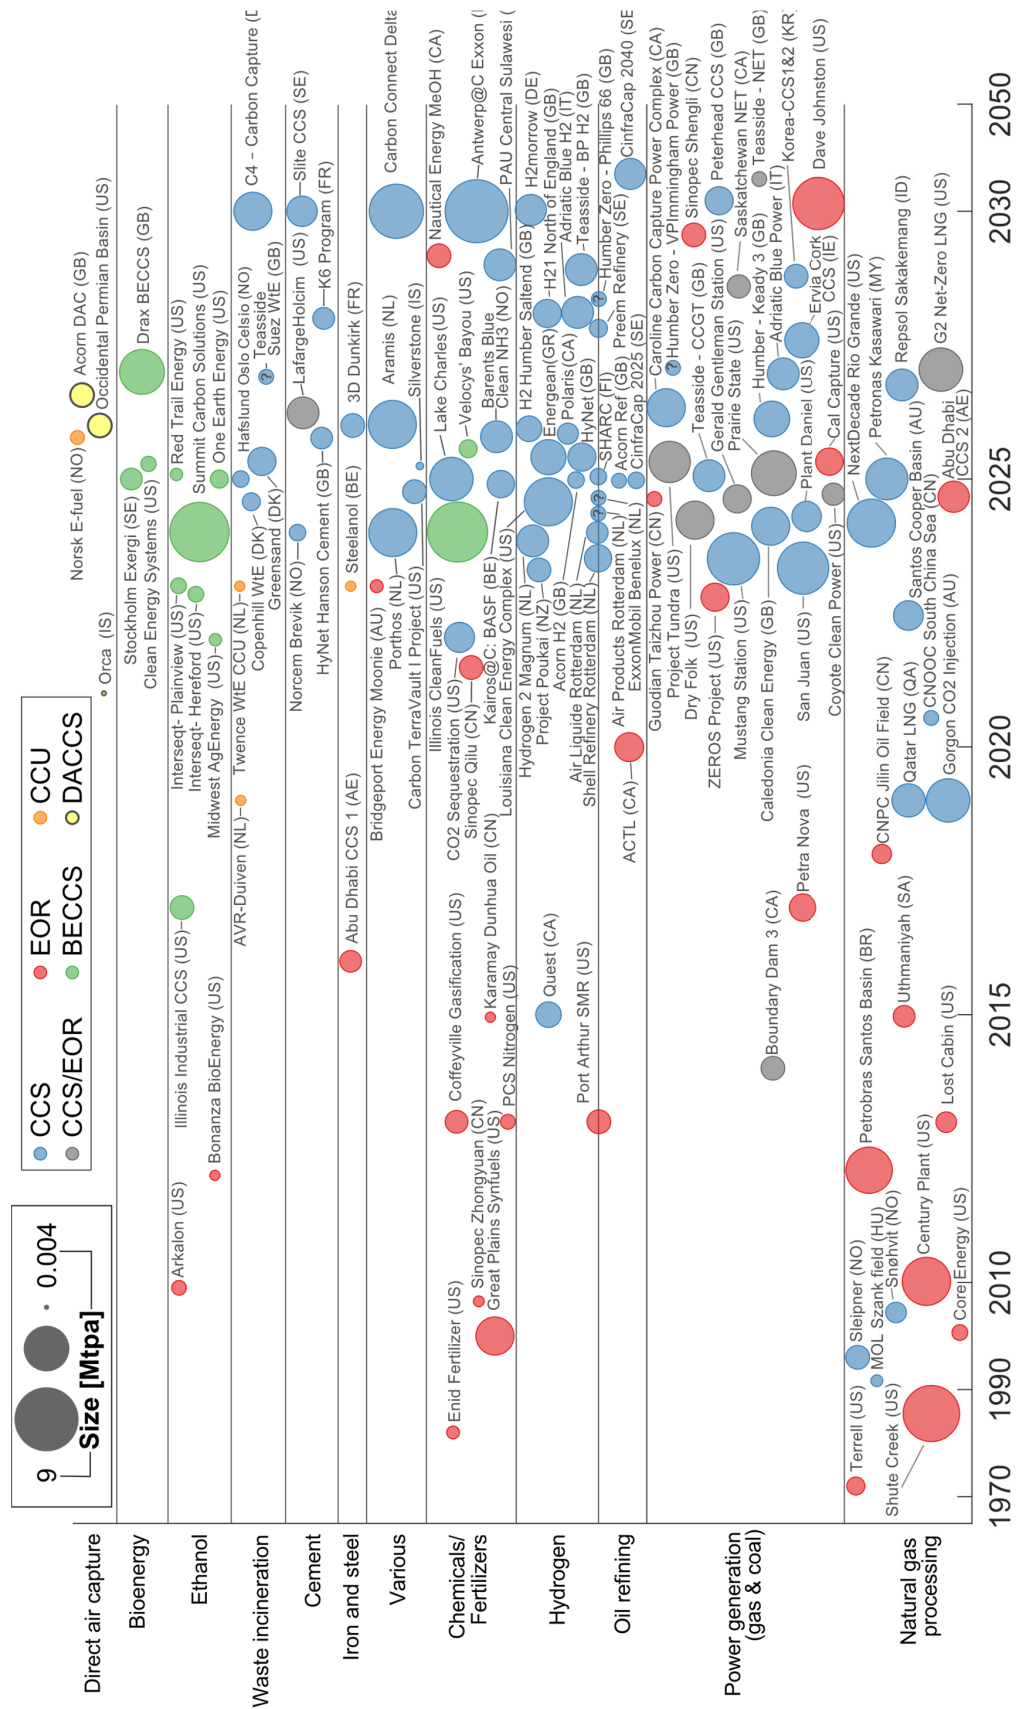 9
0.004
Size [Mtpa]
CCS
EOR
CCU
CCS/EOR
BECCS
DACCS
Direct air capture
Orca (IS)
Norsk E-fuel (NO)
Acorn DAC (GB)
Occidental Permian Basin (US)
Bioenergy
Stockholm Exergi (SE)
Clean Energy Systems (US)
Drax BECCS (GB)
Ethanol
Arkalon (US)
Bonanza BioEnergy (US)
Illinois Industrial CCS (US)
Interseqt- Plainview (US)
Interseqt- Hereford (US)
Midwest AgEnergy (US)
Red Trail Energy (US)
Summit Carbon Solutions (US)
One Earth Energy (US)
Waste incineration
AVR-Duiven (NL)
Twence WtE CCU (NL)
Copenhill WtE (DK)
Greensand (DK)
Hafslund Oslo Celsio (NO)
?
Teasside
Suez WtE (GB)
C4 - Carbon Capture (
Cement
Norcem Brevik (NO)
HyNet Hanson Cement (GB)
LafargeHolcim (US)
K6 Program (FR)
Slite CCS (SE)
Iron and steel
Abu Dhabi CCS 1 (AE)
Steelanol (BE)
3D Dunkirk (FR)
Various
Bridgeport Energy Moonie (AU)
Porthos (NL)
Carbon TerraVault I Project (US)
Aramis (NL)
Silverstone (IS)
Carbon Connect Delta
Chemicals/
Fertilizers
Enid Fertilizer (US)
Sinopec Zhongyuan (CN)
Great Plains Synfuels (US)
Coffeyville Gasification (US)
Karamay Dunhua Oil (CN)
PCS Nitrogen (US)
Illinois CleanFuels (US)
CO2 Sequestration (US)
Sinopec Qilu (CN)
Kairos@C: BASF (BE)
Louisiana Clean Energy Complex (US)
Lake Charles (US)
Velocys' Bayou (US)
Barents Blue
Clean NH3 (NO)
Nautical Energy MeOH (CA)
Antwerp@C Exxon (
PAU Central Sulawesi (
Hydrogen
Quest (CA)
Port Arthur SMR (US)
Hydrogen 2 Magnum (NL)
Project Poukai (NZ)
Acorn H2 (GB)
Air Liquide Rotterdam (NL)
Shell Refinery Rotterdam (NL)
H2 Humber Saltend (GB)
Energean(GR)
Polaris(CA)
HyNet(GB)
H2morrow (DE)
H21 North of England (GB)
Adriatic Blue H2 (IT)
Teasside - BP H2 (GB)
Oil refining
ACTL (CA)
Air Products Rotterdam (NL)
ExxonMobil Benelux (NL)
?
?
SHARC (FI)
Acorn Ref (GB)
CinfraCap 2025 (SE)
Humber Zero - Phillips 66 (GB)
Preem Refinery (SE)
CinfraCap 2040 (SE
Power generation
(gas & coal)
Boundary Dam 3 (CA)
Petra Nova (US)
Guodian Taizhou Power (CN)
Project Tundra (US)
Dry Folk (US)
ZEROS Project (US)
Mustang Station (US)
Caledonia Clean Energy (GB)
San Juan (US)
Coyote Clean Power (US)
Caroline Carbon Capture Power Complex (CA)
?
Humber Zero - VPImmingham Power (GB)
Sinopec Shengli (CN)
Teasside - CCGT (GB)
Peterhead CCS (GB)
Gerald Gentleman Station (US)
Prairie State (US)
Saskatchewan NET (CA)
Teasside - NET (GB)
Humber - Keady 3 (GB)
Adriatic Blue Power (IT)
Korea-CCS1&2 (KR
Plant Daniel (US)
Ervia Cork
CCS (IE)
Cal Capture (US)
Dave Johnston (US)
Natural gas
processing
Terrell (US)
Shute Creek (US)
Sleipner (NO)
MOL Szank field (HU)
Snøhvit (NO)
Century Plant (US)
Core Energy (US)
Petrobras Santos Basin (BR)
Uthmaniyah (SA)
Lost Cabin (US)
CNPC Jilin Oil Field (CN)
Qatar LNG (QA)
CNOOC South China Sea (CN)
Gorgon CO2 Injection (AU)
NextDecade Rio Grande (US)
Petronas Kasawari (MY)
Santos Cooper Basin (AU)
Abu Dhabi
CCS 2 (AE)
Repsol Sakakemang (ID)
G2 Net-Zero LNG (US)
1970
1990
2010
2015
2020
2025
2030
2050